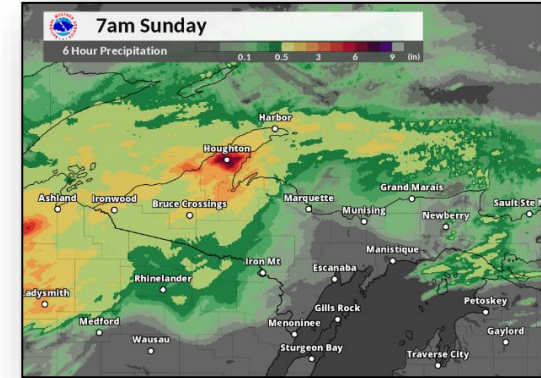 7am Sunday
6 Hour Precipitation
0.1 0.5 3 6 9 (in)
Harbor
Houghton
Ashland Ironwood Bruce Crossings Marquette Grand Marais
Munising Newberry Sault Ste M
Manistique
Iron Mt Escanaba
Rhinelander
Ladysmith Petoskey
Gills Rock
Medford Menoninee Gaylord
Wausau Sturgeon Bay Traverse City